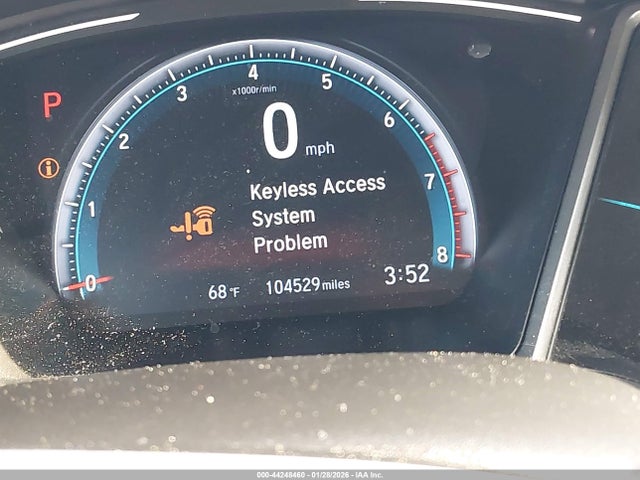 P
0 1 2 3 4 5 6 7 8
x1000r/min
0 mph
Keyless Access
System
Problem
68 °F 104529 miles 3:52
000-44248460 - 01/28/2026 - IAA Inc.